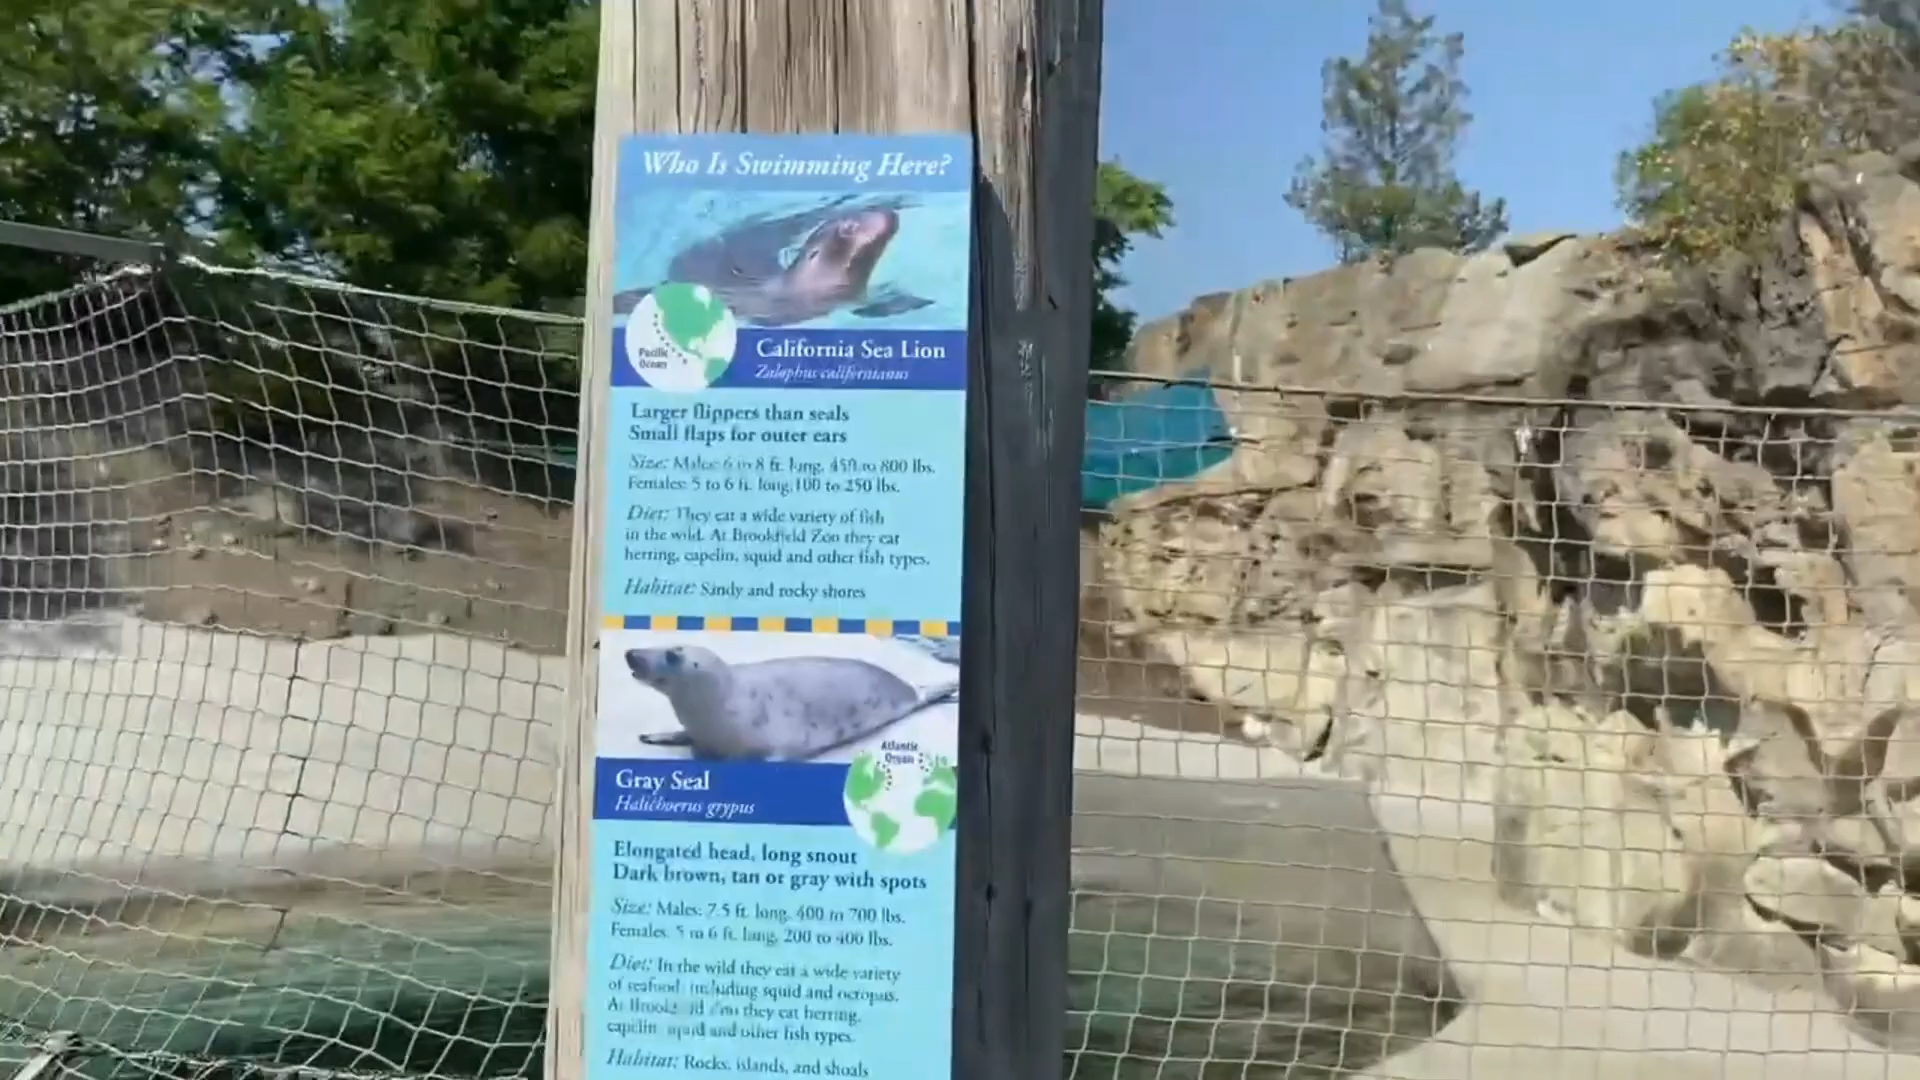 Who Is Swimming Here?
Pacific
Ocean
California Sea Lion
Zalophus californianus
Larger flippers than seals
Small flaps for outer ears
Size: Males: 6 to 8 ft. long, 450 to 800 lbs.
Females: 5 to 6 ft. long, 100 to 250 lbs.
Diet: They eat a wide variety of fish
in the wild. At Brookfield Zoo they eat
herring, capelin, squid and other fish types.
Habitat: Sandy and rocky shores
Atlantic
Ocean
Gray Seal
Halichoerus grypus
Elongated head, long snout
Dark brown, tan or gray with spots
Size: Males: 7.5 ft. long, 400 to 700 lbs.
Females: 5 to 6 ft. long, 200 to 400 lbs.
Diet: In the wild they eat a wide variety
of seafood including squid and octopus.
At Brookfield Zoo they eat herring,
capelin, squid and other fish types.
Habitat: Rocks, islands, and shoals